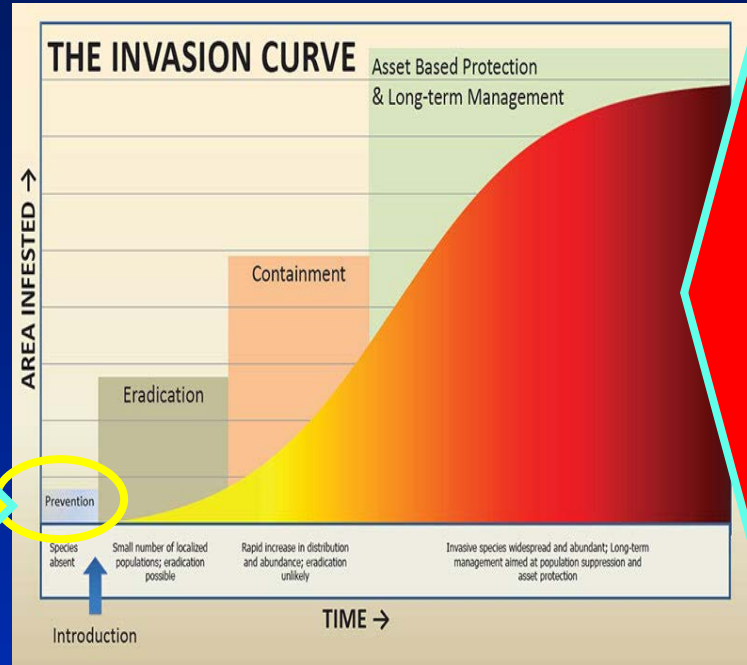 THE INVASION CURVE
Asset Based Protection
& Long-term Management
Containment
Eradication
Prevention
AREA INFESTED →
Species
absent
Small number of localized
populations; eradication
possible
Rapid increase in distribution
and abundance; eradication
unlikely
Invasive species widespread and abundant; Long-term
management aimed at population suppression and
asset protection
TIME →
Introduction